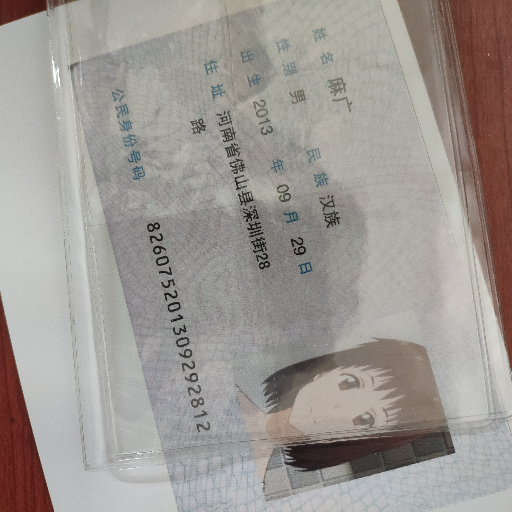 姓名 麻广
性别 男 民族 汉族
出生 2013 年 09 月 29 日
住址 河南省佛山县深圳街28
路
公民身份号码 826075201309292812